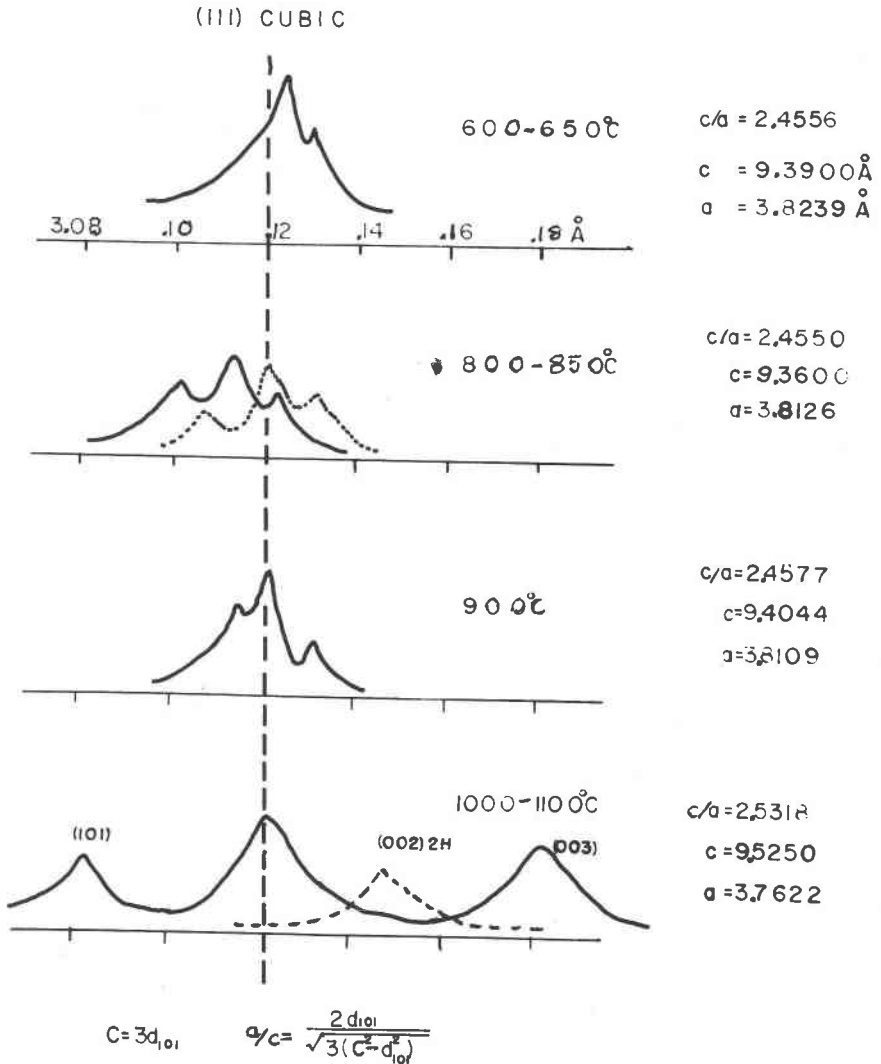 (111) CUBIC
600-650°C
c/a = 2.4556
c = 9.3900Å
a = 3.8239 Å
3.08 .10 .12 .14 .16 .18 Å
800-850°C
c/a=2.4550
c=9.3600
a=3.8126
900°C
c/a=2.4577
c=9.4044
a=3.8109
1000-1100°C
(101)
(002) 2H
(003)
c/a=2.5318
c=9.5250
a=3.7622
C=3d₁₀₁ a/c= 2d₁₀₁ / √3(C²-d²₁₀₁)